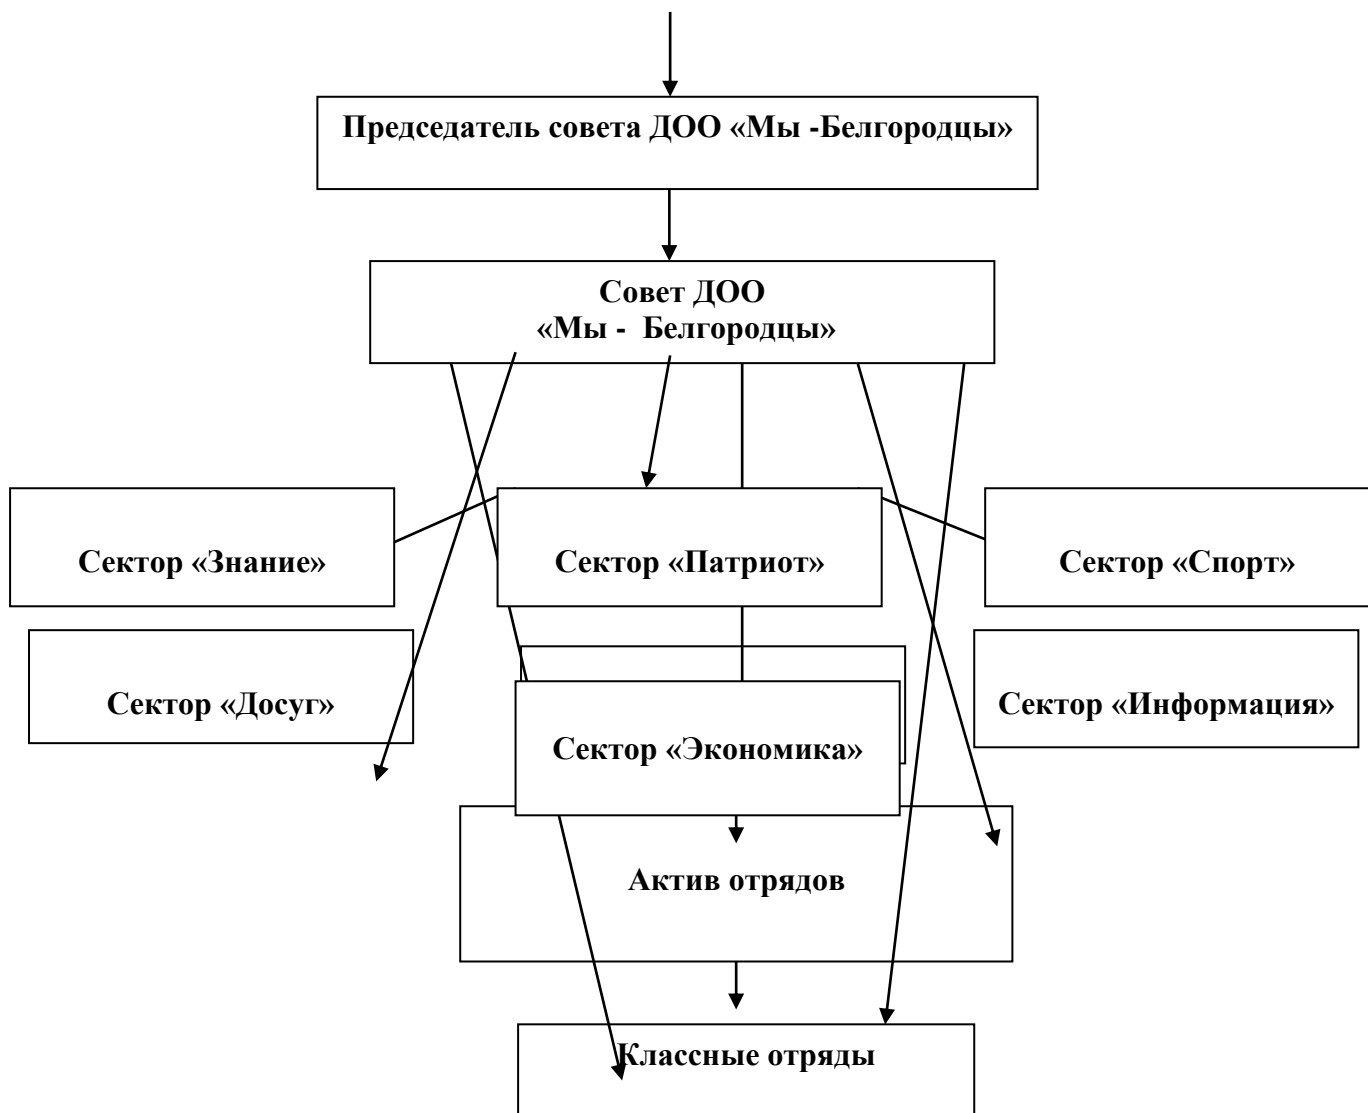 Председатель совета ДОО «Мы -Белгородцы»
Совет ДОО
«Мы -  Белгородцы»
Сектор «Знание»
Сектор «Патриот»
Сектор «Спорт»
Сектор «Досуг»
Сектор «Информация»
Сектор «Экономика»
Актив отрядов
Классные отряды